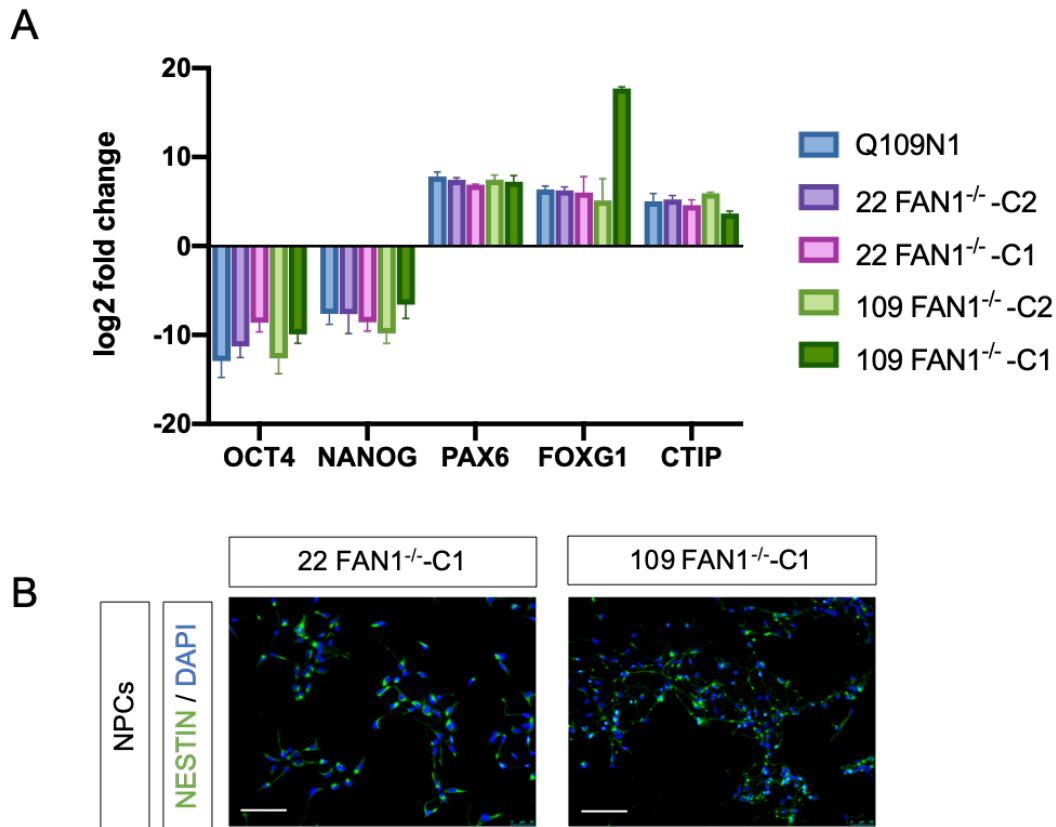 A
log2 fold change
20
10
0
-10
-20
OCT4 NANOG PAX6 FOXG1 CTIP
Q109N1
22 FAN1-/- -C2
22 FAN1-/- -C1
109 FAN1-/- -C2
109 FAN1-/- -C1
B
22 FAN1-/--C1
109 FAN1-/--C1
NPCs
NESTIN / DAPI